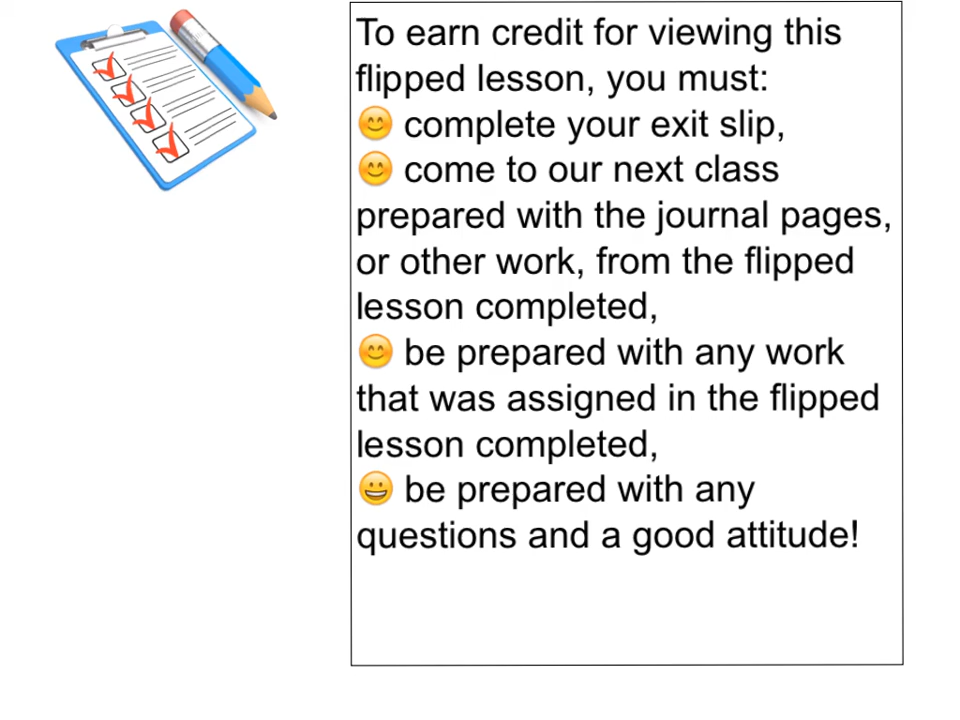 To earn credit for viewing this
flipped lesson, you must:
😊 complete your exit slip,
😊 come to our next class
prepared with the journal pages,
or other work, from the flipped
lesson completed,
😊 be prepared with any work
that was assigned in the flipped
lesson completed,
😀 be prepared with any
questions and a good attitude!